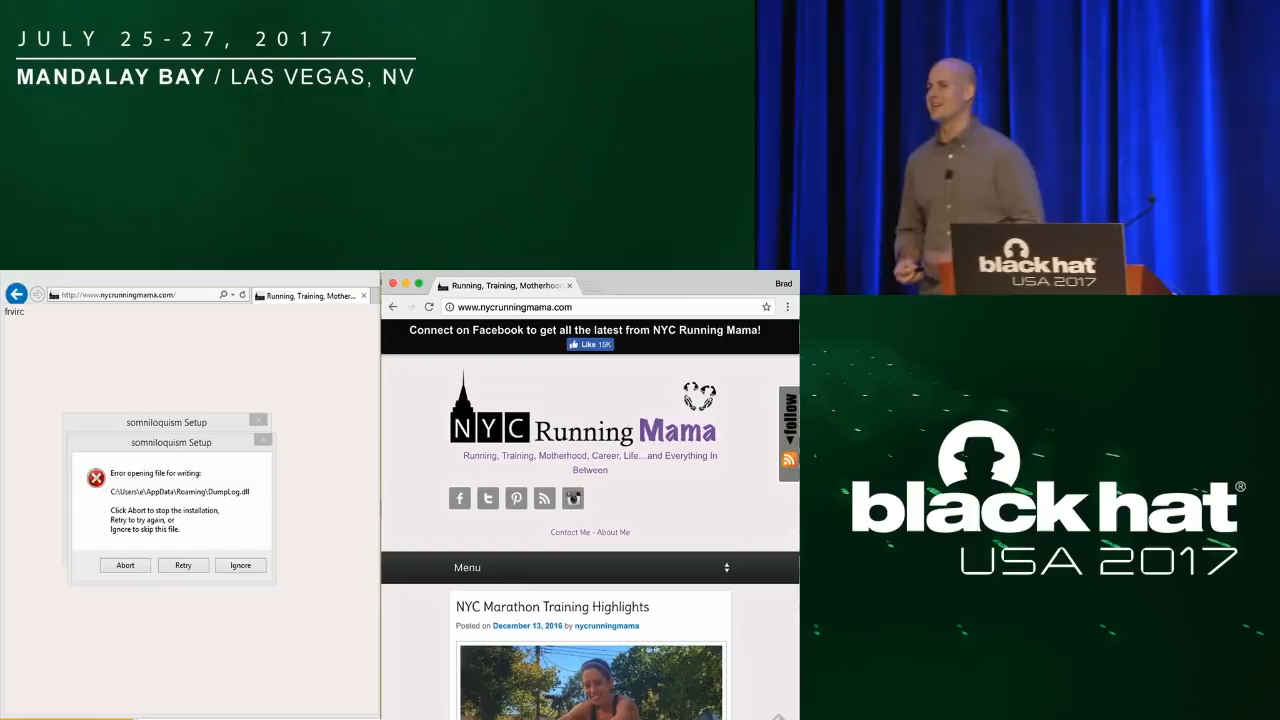 JULY 25-27, 2017
MANDALAY BAY / LAS VEGAS, NV
black hat
USA 2017
http://www.nycrunningmama.com/
Running, Training, Mother...
frvirc
somniloquism Setup
somniloquism Setup
Error opening file for writing:
C:\Users\e\AppData\Roaming\DumpLog.dll
Click Abort to stop the installation,
Retry to try again, or
Ignore to skip this file.
Abort
Retry
Ignore
Running, Training, Motherhood
Brad
www.nycrunningmama.com
Connect on Facebook to get all the latest from NYC Running Mama!
Like 15K
follow
NYC Running Mama
Running, Training, Motherhood, Career, Life...and Everything In
Between
Contact Me - About Me
Menu
NYC Marathon Training Highlights
Posted on December 13, 2016 by nycrunningmama
black hat®
USA 2017